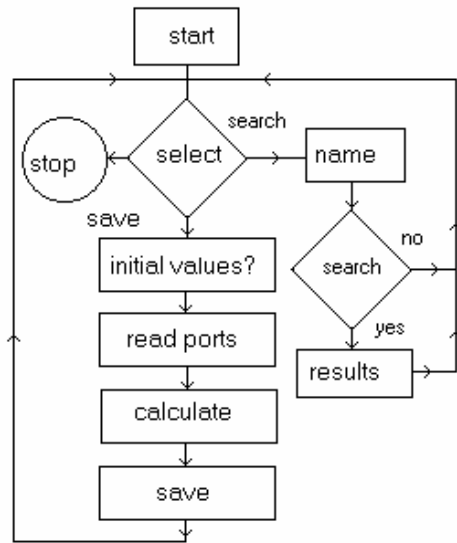 start
search
stop
select
name
save
initial values?
search
no
read ports
yes
results
calculate
save